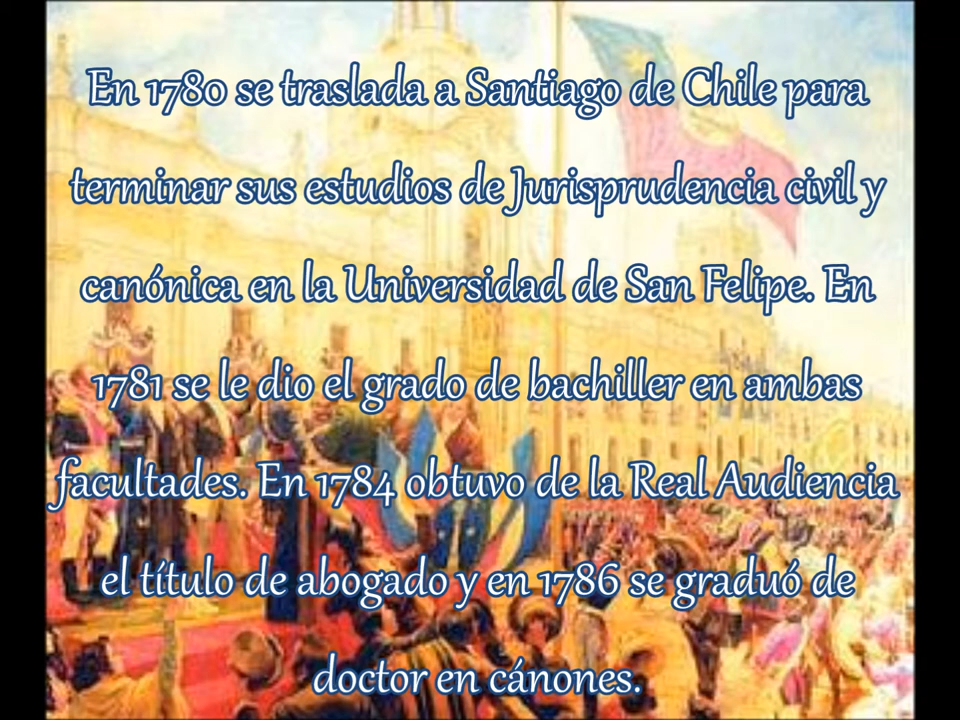 En 1780 se traslada a Santiago de Chile para
terminar sus estudios de Jurisprudencia civil y
canónica en la Universidad de San Felipe. En
1781 se le dio el grado de bachiller en ambas
facultades. En 1784 obtuvo de la Real Audiencia
el título de abogado y en 1786 se graduó de
doctor en cánones.